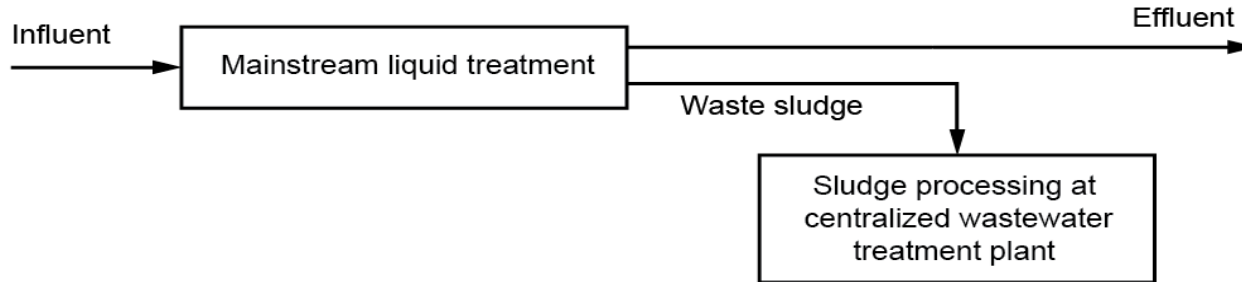 Influent
Mainstream liquid treatment
Effluent
Waste sludge
Sludge processing at
centralized wastewater
treatment plant